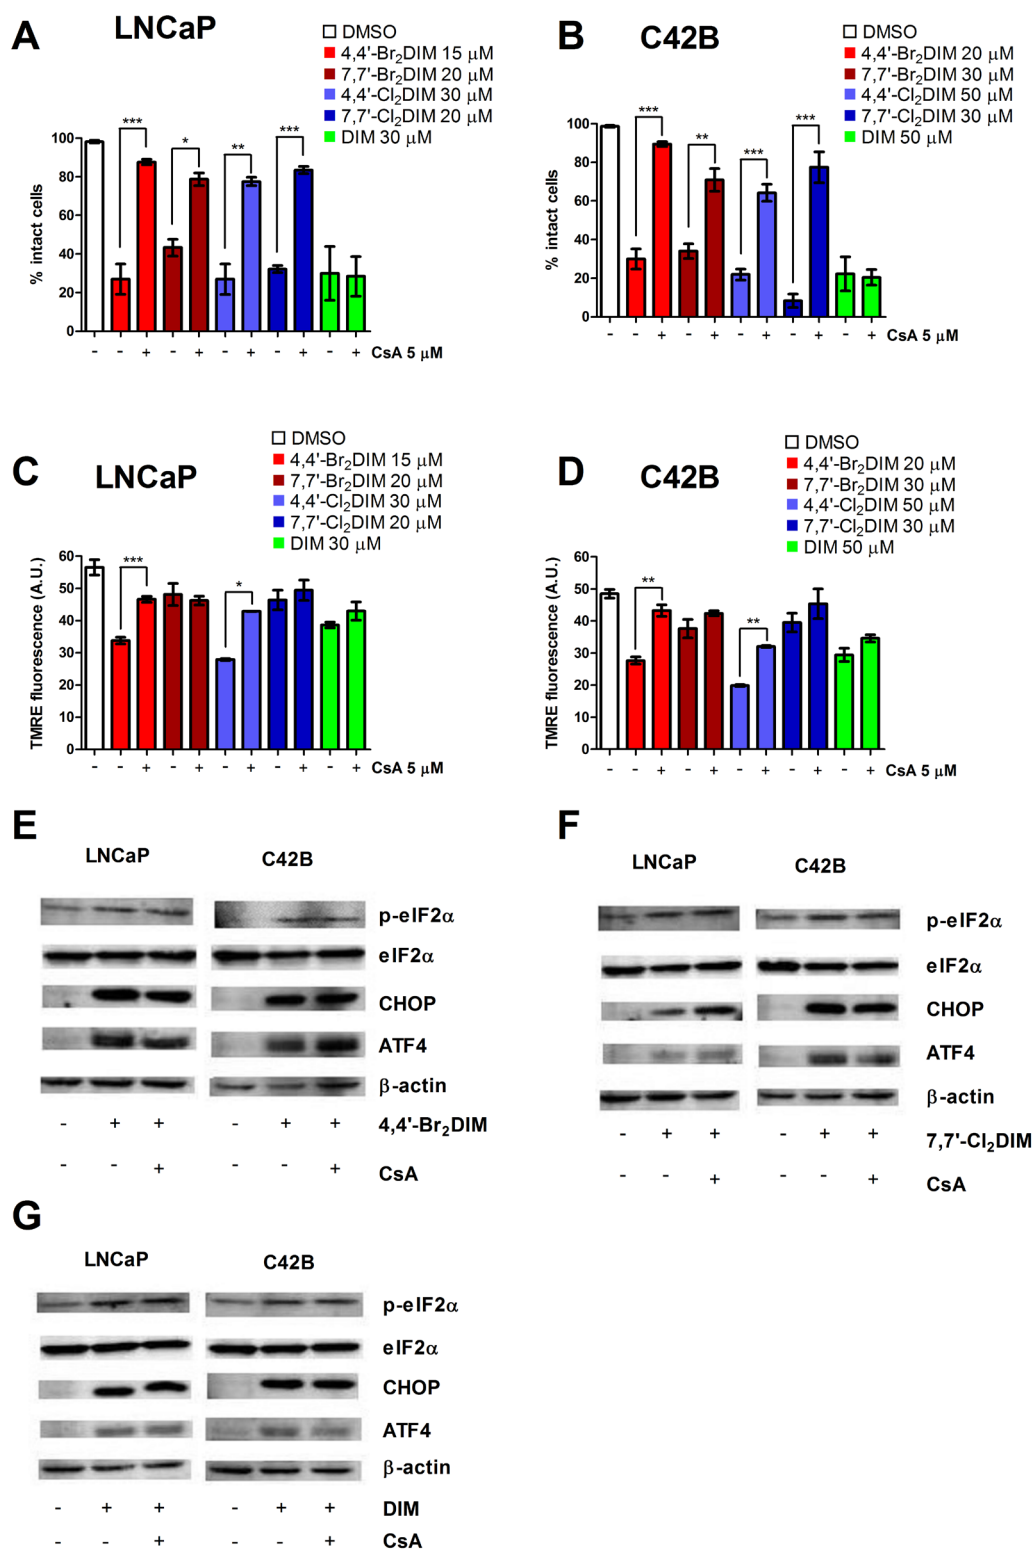 A LNCaP
DMSO
4,4'-Br₂DIM 15 μM
7,7'-Br₂DIM 20 μM
4,4'-Cl₂DIM 30 μM
7,7'-Cl₂DIM 20 μM
DIM 30 μM
% intact cells
100
80
60
40
20
0
*** * ** ***
- - + - + - + - + - + CsA 5 μM
B C42B
DMSO
4,4'-Br₂DIM 20 μM
7,7'-Br₂DIM 30 μM
4,4'-Cl₂DIM 50 μM
7,7'-Cl₂DIM 30 μM
DIM 50 μM
% intact cells
100
80
60
40
20
0
*** ** *** ***
- - + - + - + - + - + CsA 5 μM
C LNCaP
DMSO
4,4'-Br₂DIM 15 μM
7,7'-Br₂DIM 20 μM
4,4'-Cl₂DIM 30 μM
7,7'-Cl₂DIM 20 μM
DIM 30 μM
TMRE fluorescence (A.U.)
60
50
40
30
20
10
0
*** *
- - + - + - + - + - + CsA 5 μM
D C42B
DMSO
4,4'-Br₂DIM 20 μM
7,7'-Br₂DIM 30 μM
4,4'-Cl₂DIM 50 μM
7,7'-Cl₂DIM 30 μM
DIM 50 μM
TMRE fluorescence (A.U.)
60
50
40
30
20
10
0
** **
- - + - + - + - + - + CsA 5 μM
E
LNCaP C42B
p-eIF2α
eIF2α
CHOP
ATF4
β-actin
- + + - + + 4,4'-Br₂DIM
- - + - - + CsA
F
LNCaP C42B
p-eIF2α
eIF2α
CHOP
ATF4
β-actin
- + + - + + 7,7'-Cl₂DIM
- - + - - + CsA
G
LNCaP C42B
p-eIF2α
eIF2α
CHOP
ATF4
β-actin
- + + - + + DIM
- - + - - + CsA